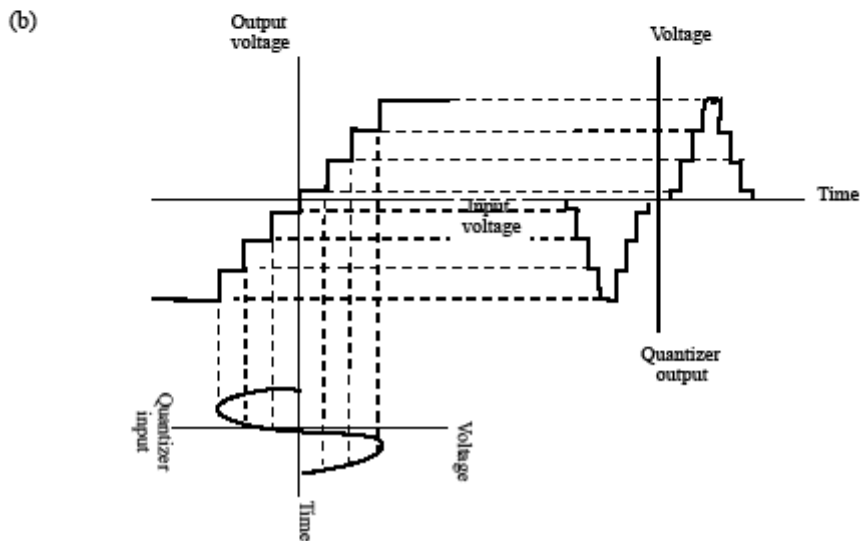 (b)
Output
voltage
Voltage
Time
Input
voltage
Quantizer
output
Quantizer
input
Voltage
Time